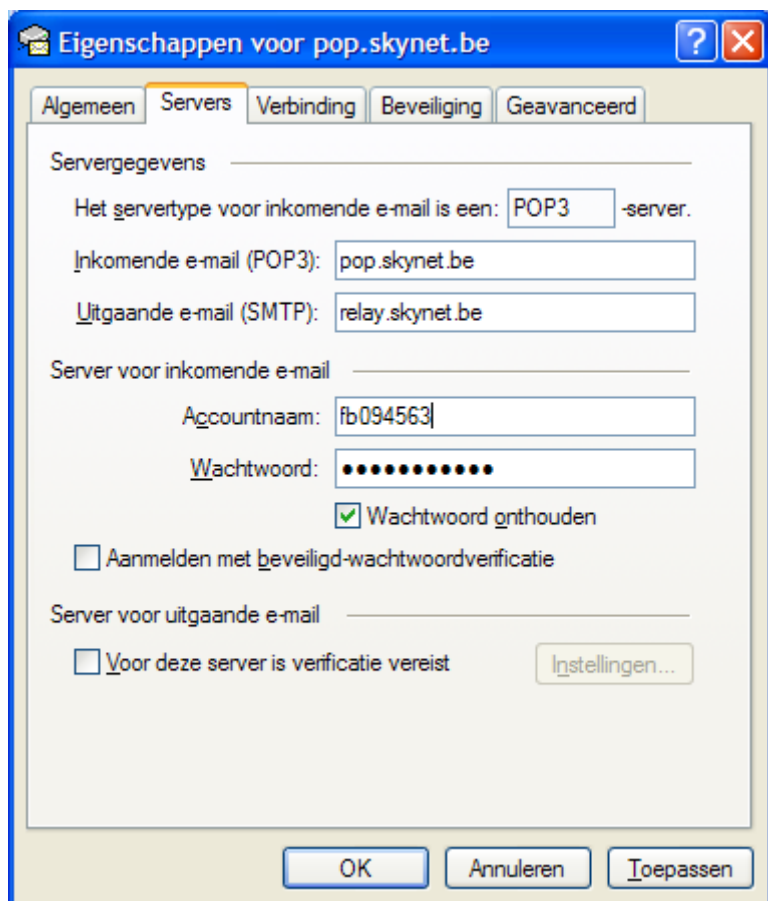 Eigenschappen voor pop.skynet.be
Algemeen Servers Verbinding Beveiliging Geavanceerd
Servergegevens
Het servertype voor inkomende e-mail is een: POP3 -server.
Inkomende e-mail (POP3): pop.skynet.be
Uitgaande e-mail (SMTP): relay.skynet.be
Server voor inkomende e-mail
Accountnaam: fb094563
Wachtwoord: ●●●●●●●●●●●
Wachtwoord onthouden
Aanmelden met beveiligd-wachtwoordverificatie
Server voor uitgaande e-mail
Voor deze server is verificatie vereist Instellingen...
OK Annuleren Toepassen